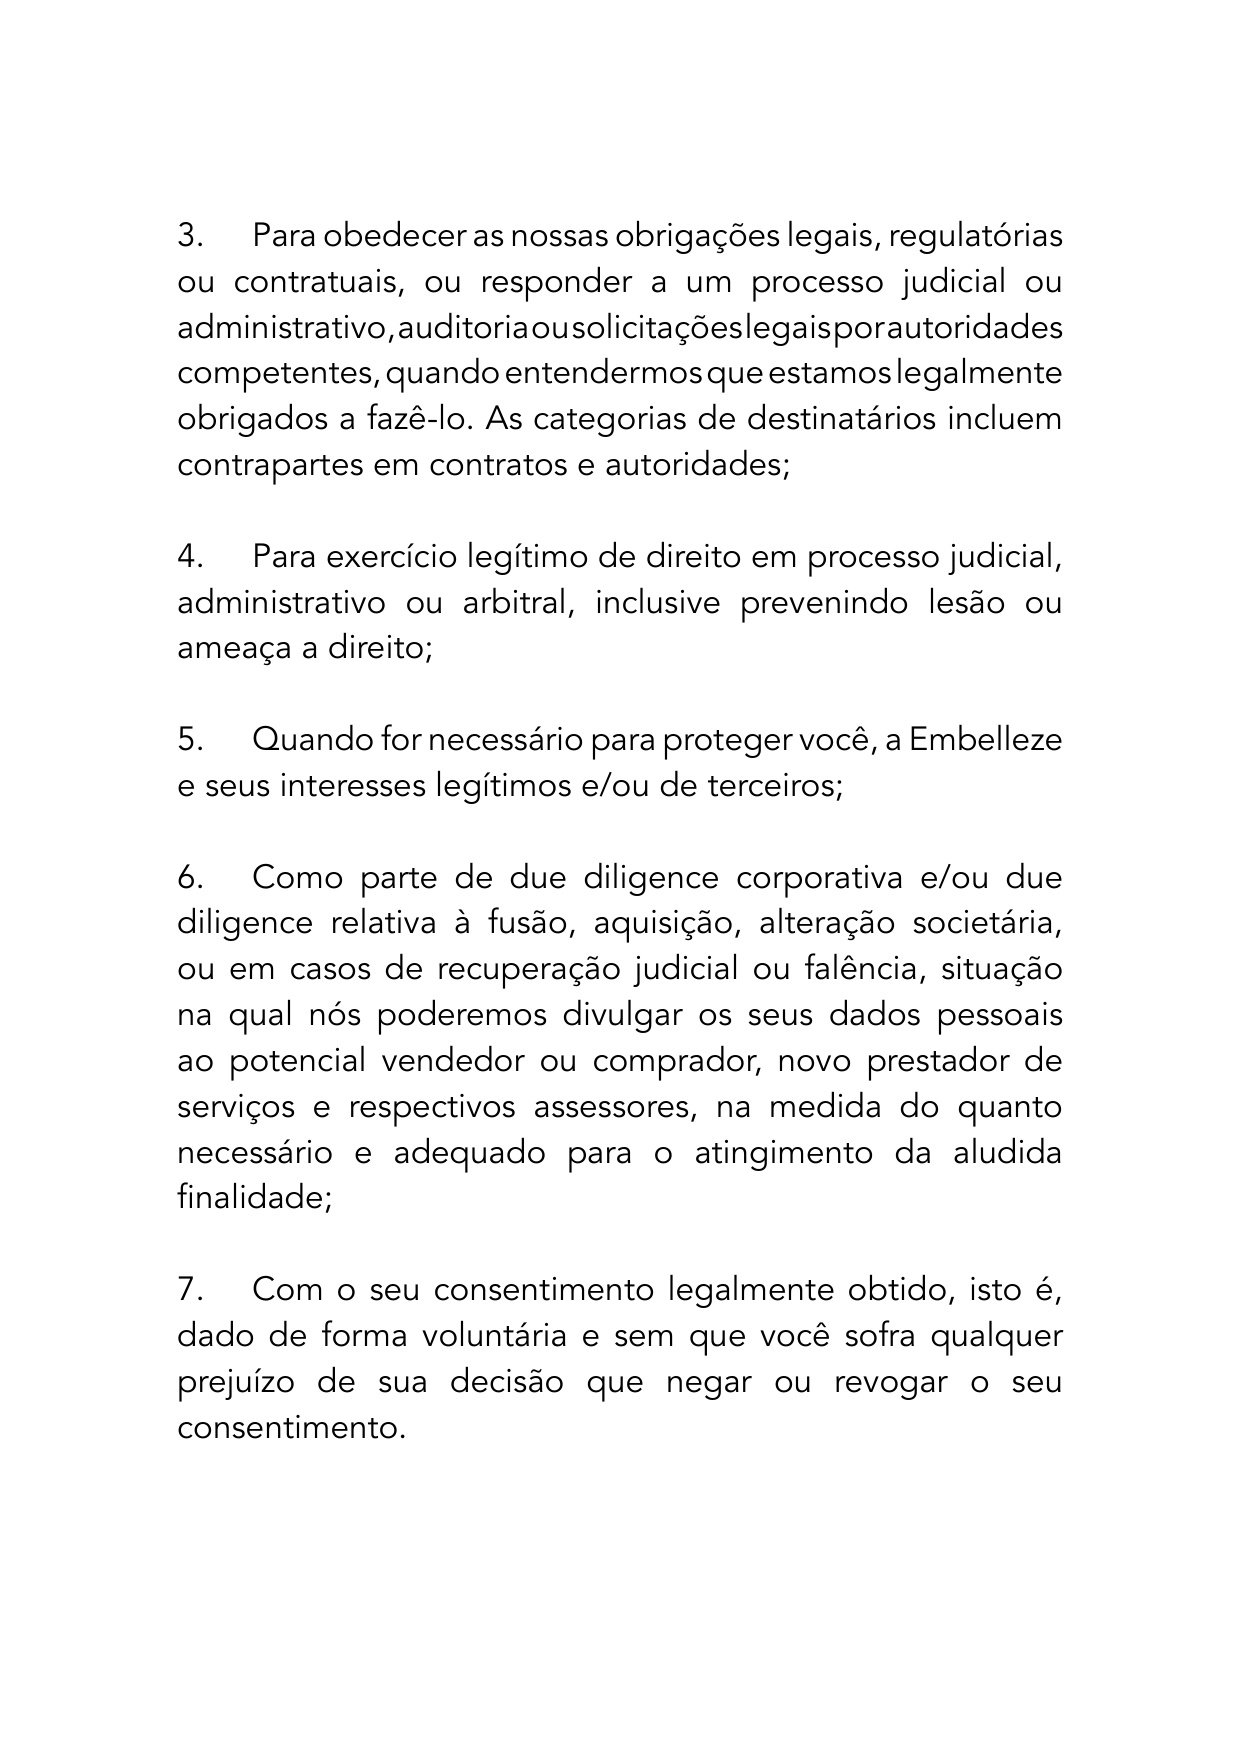 3. Para obedecer as nossas obrigações legais, regulatórias
ou contratuais, ou responder a um processo judicial ou
administrativo, auditoria ou solicitações legais por autoridades
competentes, quando entendermos que estamos legalmente
obrigados a fazê-lo. As categorias de destinatários incluem
contrapartes em contratos e autoridades;
4. Para exercício legítimo de direito em processo judicial,
administrativo ou arbitral, inclusive prevenindo lesão ou
ameaça a direito;
5. Quando for necessário para proteger você, a Embelleze
e seus interesses legítimos e/ou de terceiros;
6. Como parte de due diligence corporativa e/ou due
diligence relativa à fusão, aquisição, alteração societária,
ou em casos de recuperação judicial ou falência, situação
na qual nós poderemos divulgar os seus dados pessoais
ao potencial vendedor ou comprador, novo prestador de
serviços e respectivos assessores, na medida do quanto
necessário e adequado para o atingimento da aludida
finalidade;
7. Com o seu consentimento legalmente obtido, isto é,
dado de forma voluntária e sem que você sofra qualquer
prejuízo de sua decisão que negar ou revogar o seu
consentimento.